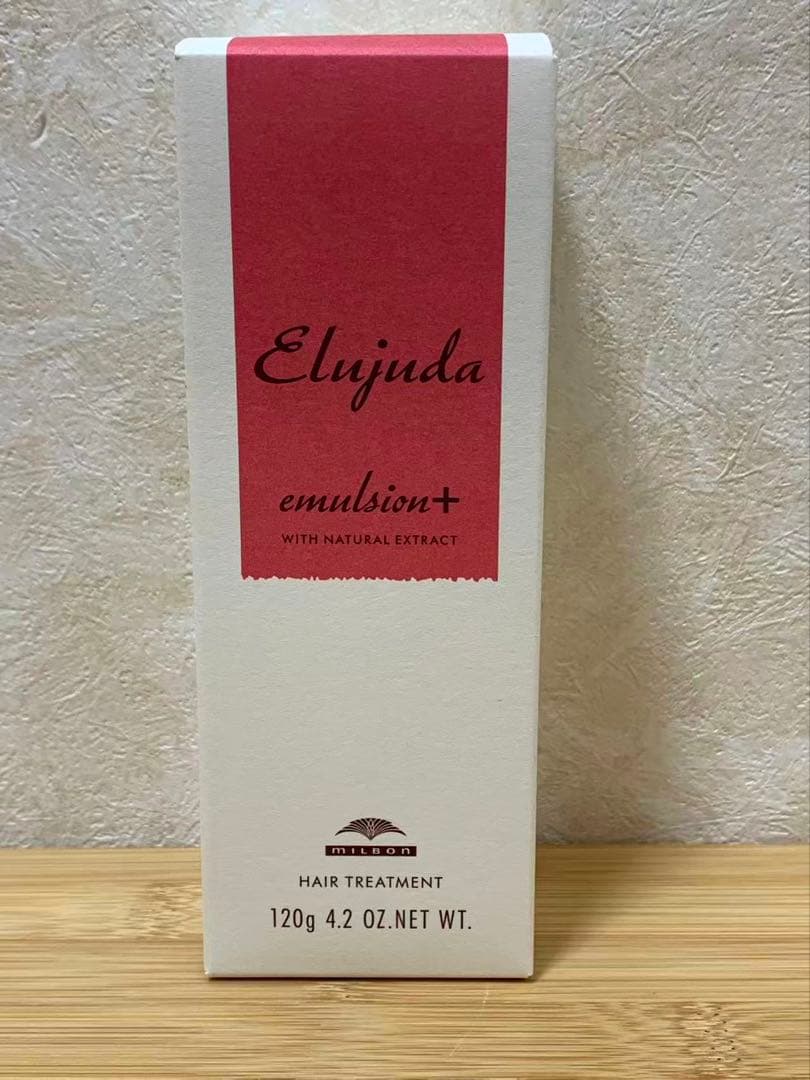 Elujuda
emulsion+
WITH NATURAL EXTRACT
MILBON
HAIR TREATMENT
120g 4.2 OZ.NET WT.